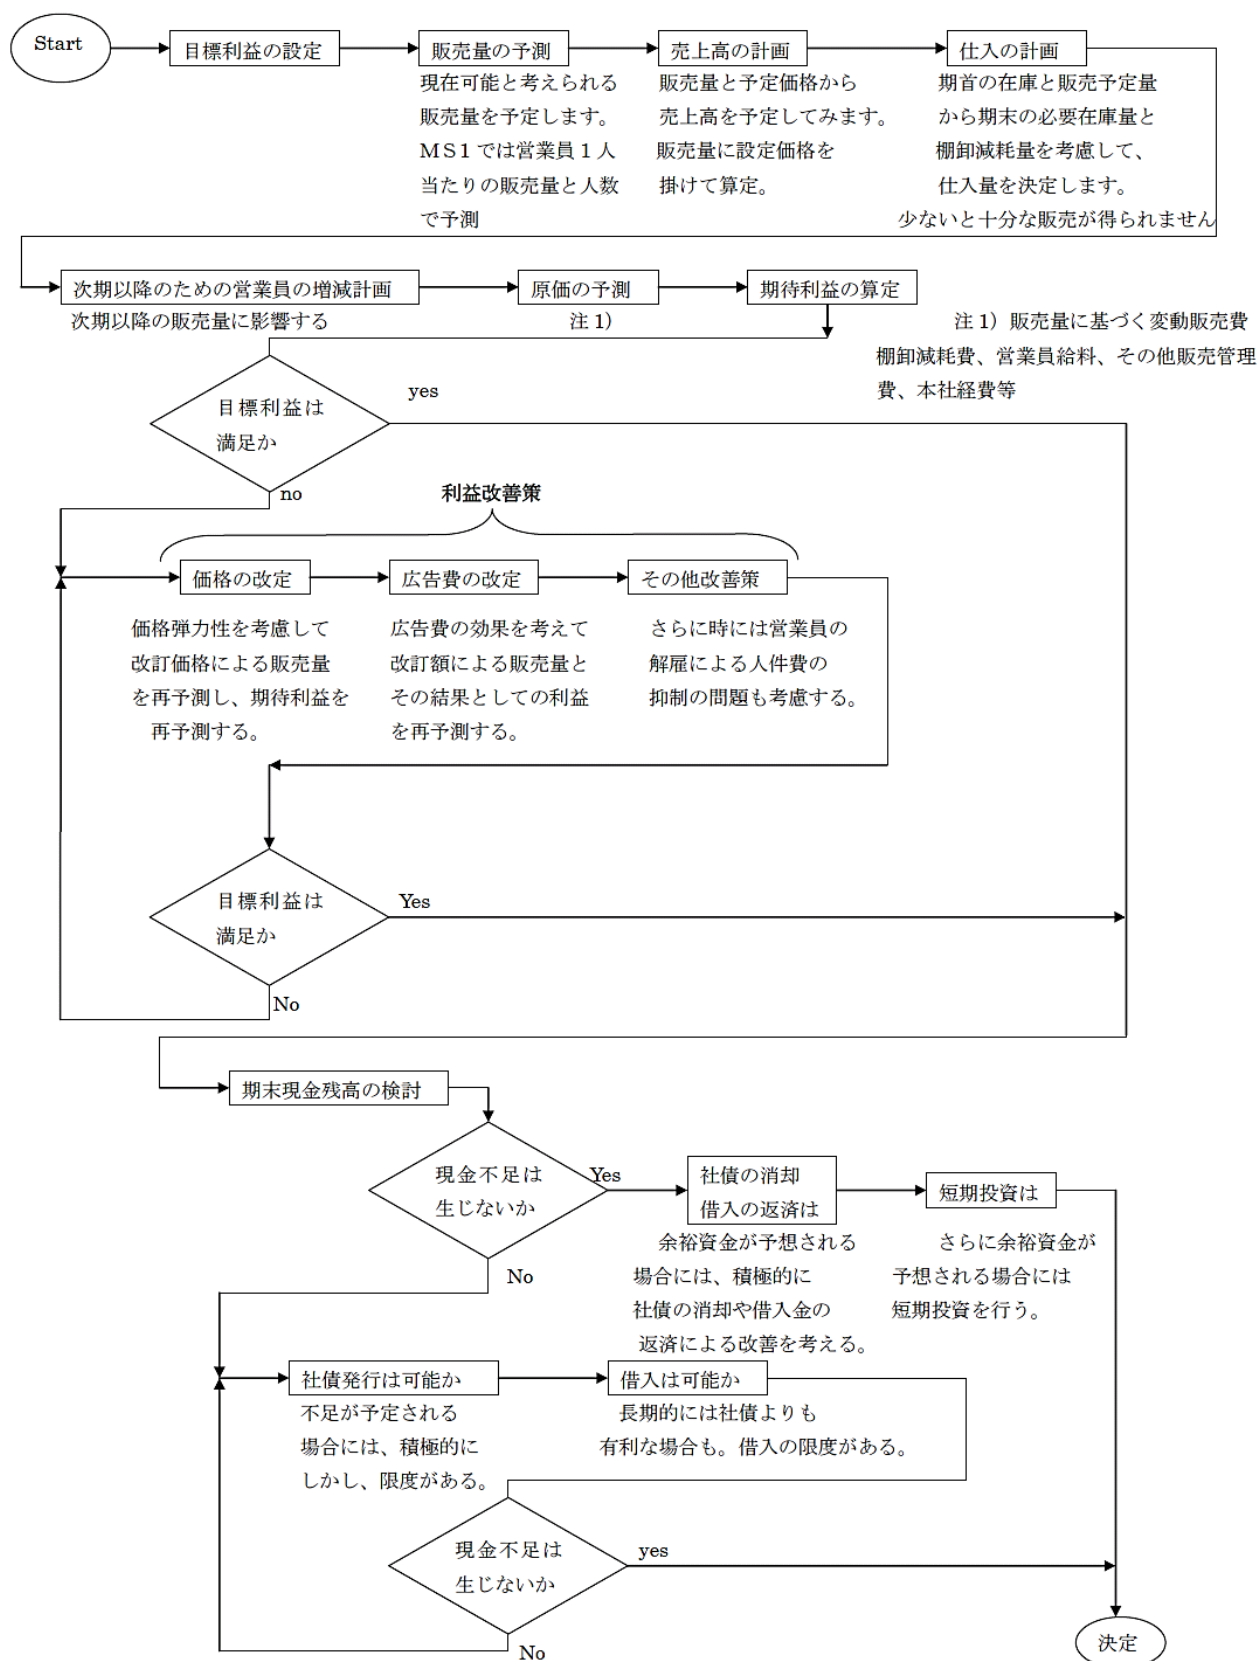 Start
目標利益の設定
販売量の予測
売上高の計画
仕入の計画
現在可能と考えられる
販売量を予定します。
ＭＳ１では営業員１人
当たりの販売量と人数
で予測
販売量と予定価格から
売上高を予定してみます。
販売量に設定価格を
掛けて算定。
期首の在庫と販売予定量
から期末の必要在庫量と
棚卸減耗量を考慮して、
仕入量を決定します。
少ないと十分な販売が得られません
次期以降のための営業員の増減計画
原価の予測
期待利益の算定
次期以降の販売量に影響する
注 1）
注 1）販売量に基づく変動販売費
棚卸減耗費、営業員給料、その他販売管理
費、本社経費等
目標利益は
満足か
yes
no
利益改善策
価格の改定
広告費の改定
その他改善策
価格弾力性を考慮して
改訂価格による販売量
を再予測し、期待利益を
再予測する。
広告費の効果を考えて
改訂額による販売量と
その結果としての利益
を再予測する。
さらに時には営業員の
解雇による人件費の
抑制の問題も考慮する。
目標利益は
満足か
Yes
No
期末現金残高の検討
現金不足は
生じないか
Yes
No
社債の消却
借入の返済は
短期投資は
余裕資金が予想される
場合には、積極的に
社債の消却や借入金の
返済による改善を考える。
さらに余裕資金が
予想される場合には
短期投資を行う。
社債発行は可能か
借入は可能か
不足が予定される
場合には、積極的に
しかし、限度がある。
長期的には社債よりも
有利な場合も。借入の限度がある。
現金不足は
生じないか
yes
No
決定